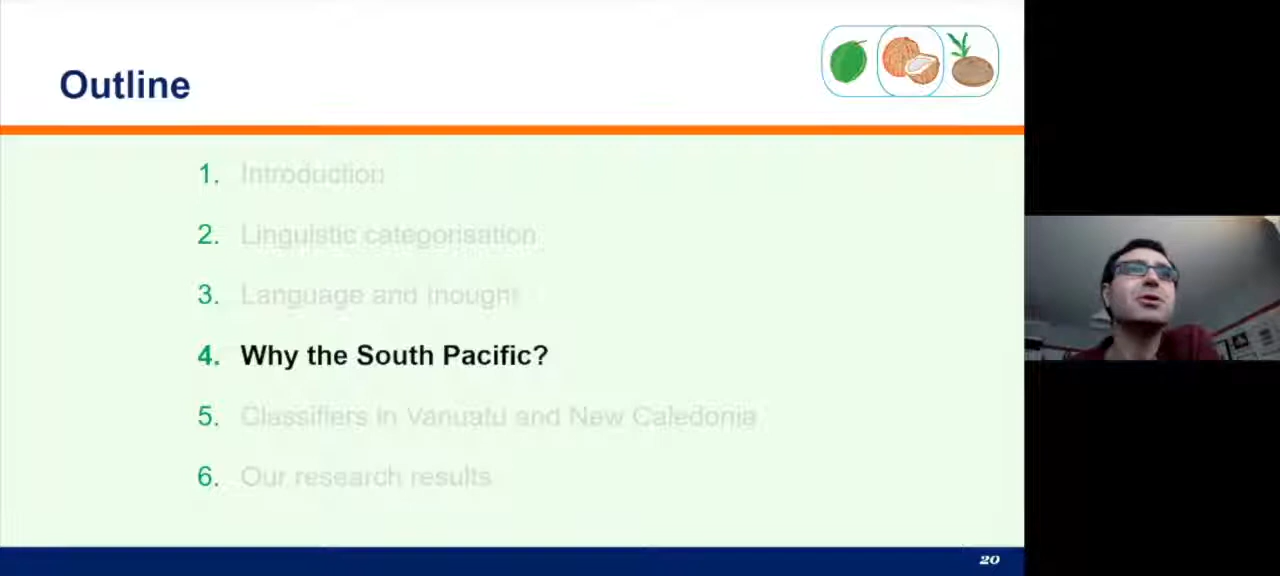 Outline
1. Introduction
2. Linguistic categorisation
3. Language and thought
4. Why the South Pacific?
5. Classifiers in Vanuatu and New Caledonia
6. Our research results
20